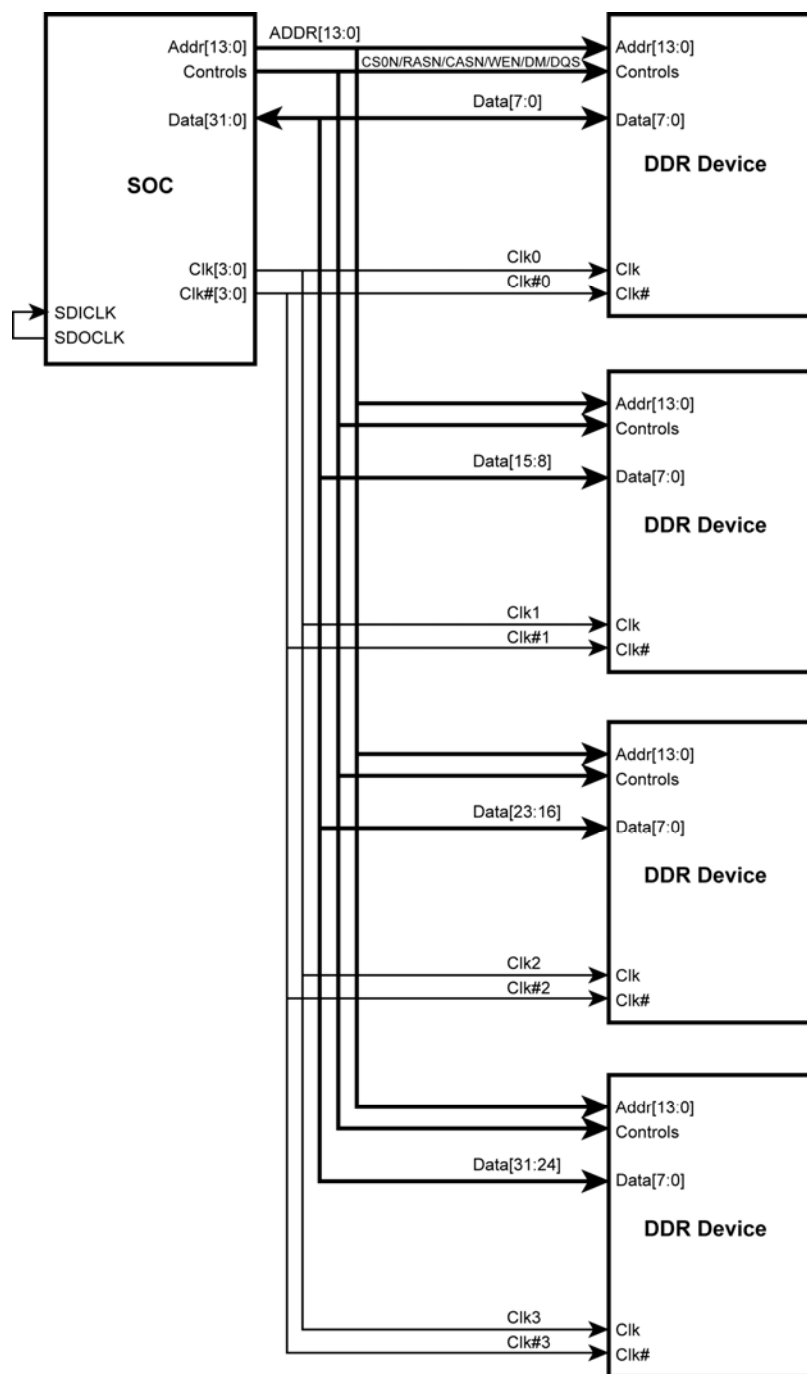 ADDR[13:0]
Addr[13:0]
Controls
Data[31:0]
SOC
Clk[3:0]
Clk#[3:0]
SDICLK
SDOCLK
CS0N/RASN/CASN/WEN/DM/DQS
Data[7:0]
Clk0
Clk#0
Addr[13:0]
Controls
Data[7:0]
DDR Device
Clk
Clk#
Data[15:8]
Clk1
Clk#1
Addr[13:0]
Controls
Data[7:0]
DDR Device
Clk
Clk#
Data[23:16]
Clk2
Clk#2
Addr[13:0]
Controls
Data[7:0]
DDR Device
Clk
Clk#
Data[31:24]
Clk3
Clk#3
Addr[13:0]
Controls
Data[7:0]
DDR Device
Clk
Clk#